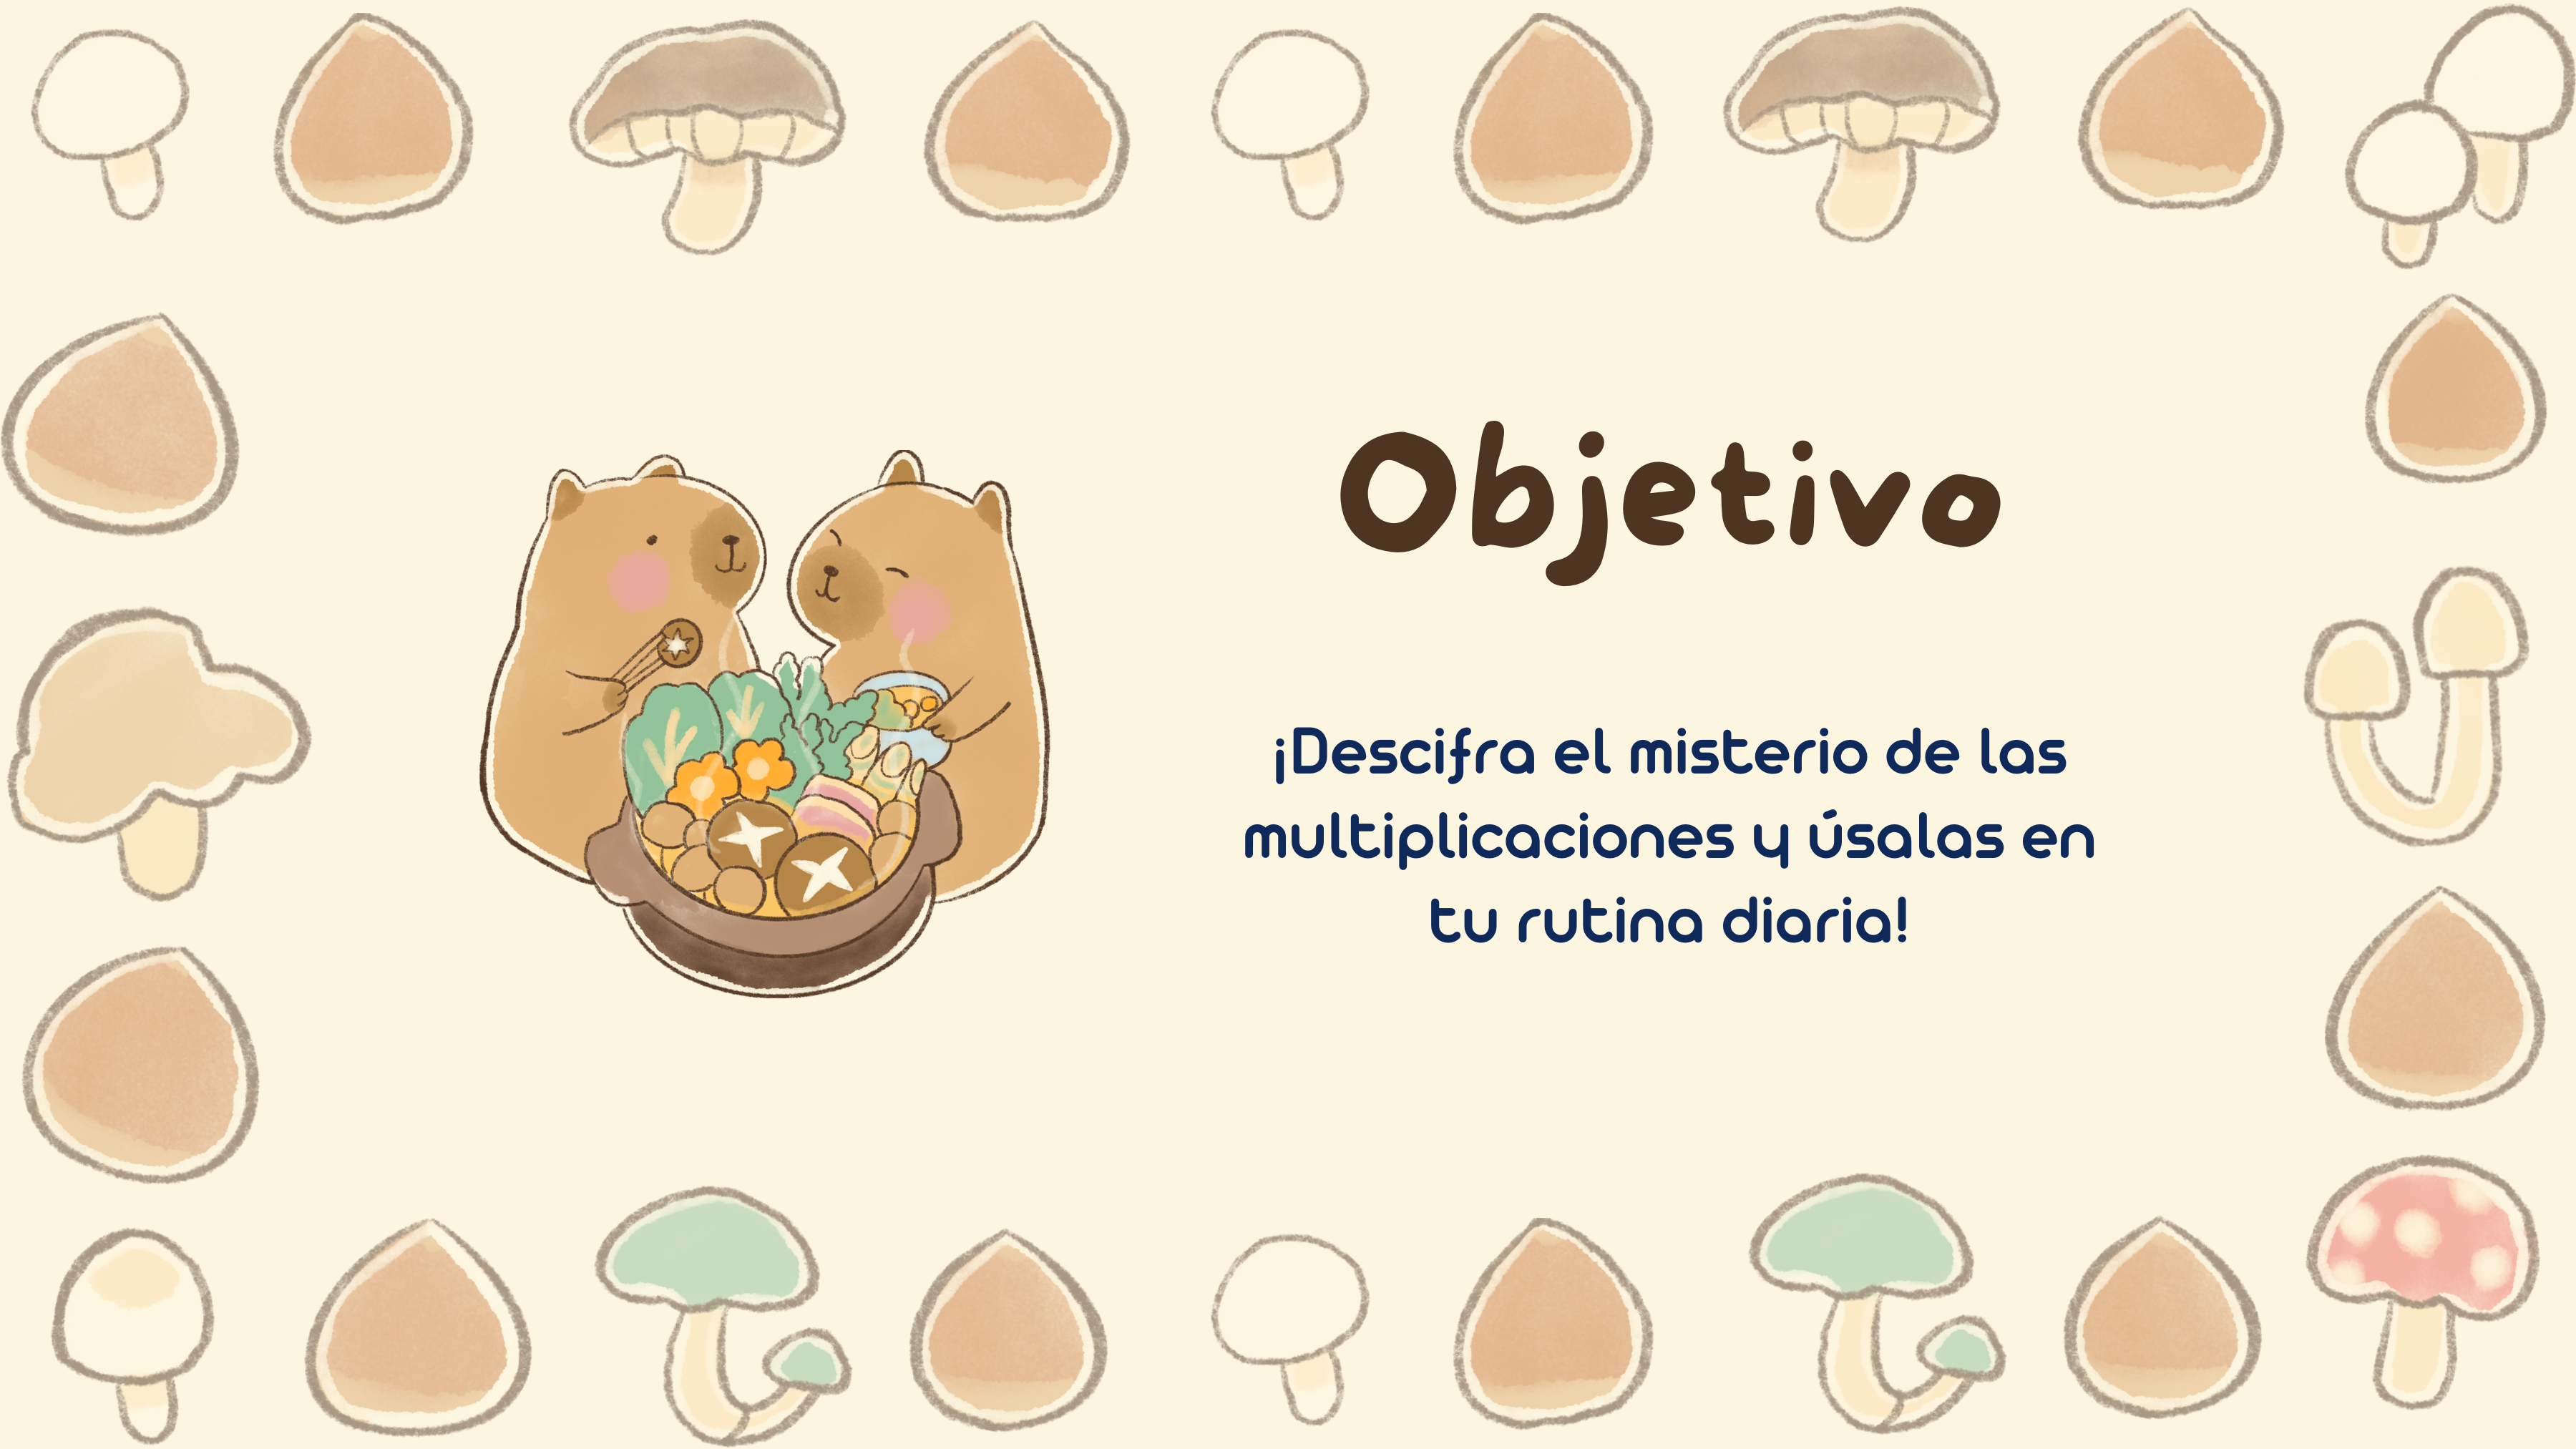 Objetivo
¡Descifra el misterio de las
multiplicaciones y úsalas en
tu rutina diaria!